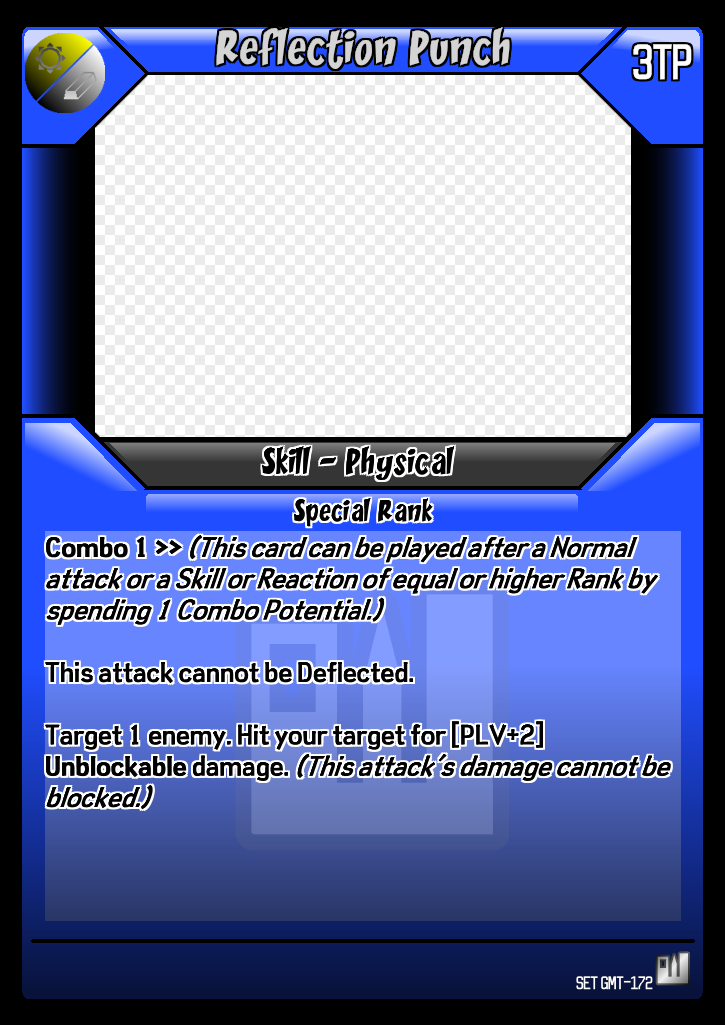 Reflection Punch
3TP
Skill - Physical
Special Rank
Combo 1 >> (This card can be played after a Normal
attack or a Skill or Reaction of equal or higher Rank by
spending 1 Combo Potential.)
This attack cannot be Deflected.
Target 1 enemy. Hit your target for [PLV+2]
Unblockable damage. (This attack's damage cannot be
blocked.)
SET GMT-172